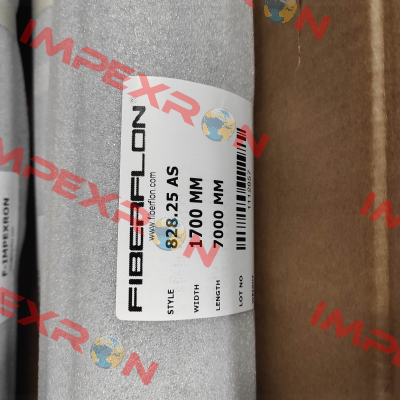 FIBERFLON
www.fiberflon.com
STYLE 828.25 AS
WIDTH 1700 MM
LENGTH 7000 MM
LOT NO
F-IMPEXRON
IMPEXRON
IMPEXRON
IMPEXRON